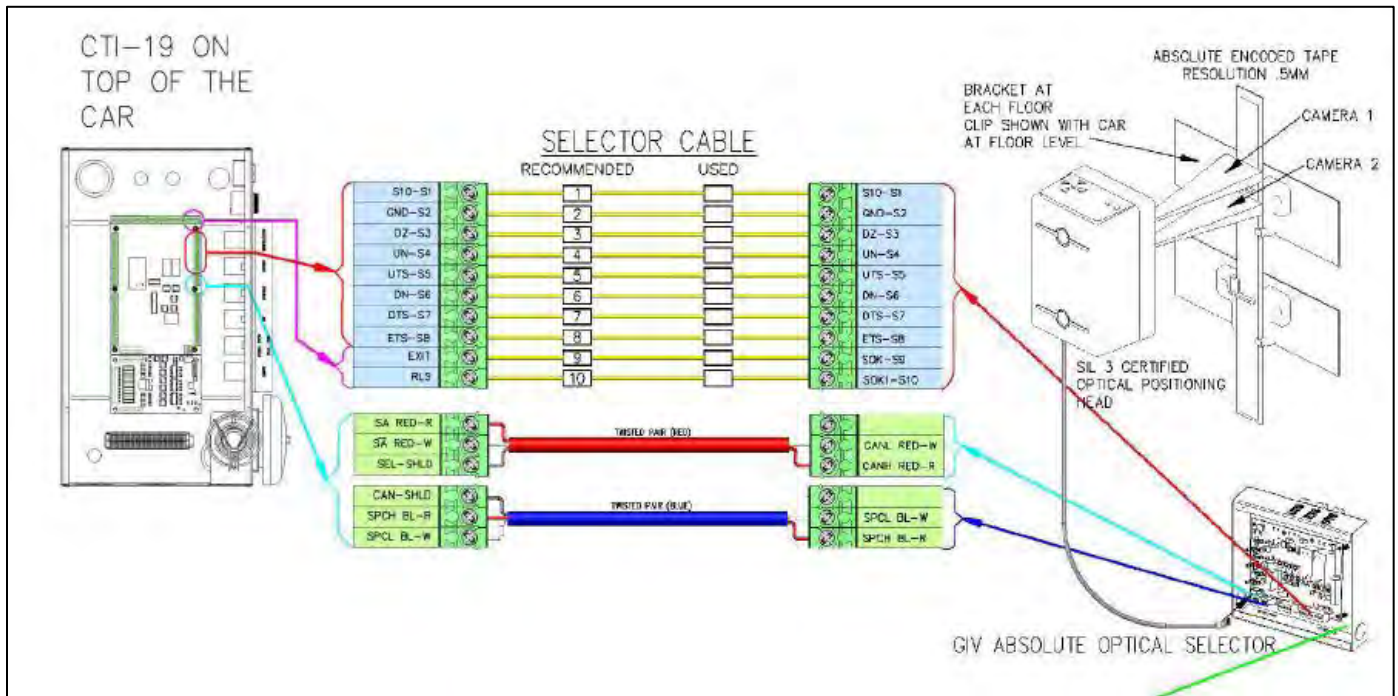 CTI-19 ON
TOP OF THE
CAR
SELECTOR CABLE
RECOMMENDED USED
S10-S1 1 S10-S1
GND-S2 2 GND-S2
DZ-S3 3 DZ-S3
UN-S4 4 UN-S4
UTS-S5 5 UTS-S5
DN-S6 6 DN-S6
DTS-S7 7 DTS-S7
ETS-S8 8 ETS-S8
EXIT 9 SOK-S9
RLS 10 SOK1-S10
SA RED-R
SA RED-W
SEL-SHLD
TWISTED PAIR (RED)
CANL RED-W
CANH RED-R
CAN-SHLD
SPCH BL-R
SPCL BL-W
TWISTED PAIR (BLUE)
SPCL BL-W
SPCH BL-R
ABSOLUTE ENCODED TAPE
RESOLUTION .5MM
BRACKET AT
EACH FLOOR
CLIP SHOWN WITH CAR
AT FLOOR LEVEL
CAMERA 1
CAMERA 2
SIL 3 CERTIFIED
OPTICAL POSITIONING
HEAD
GIV ABSOLUTE OPTICAL SELECTOR